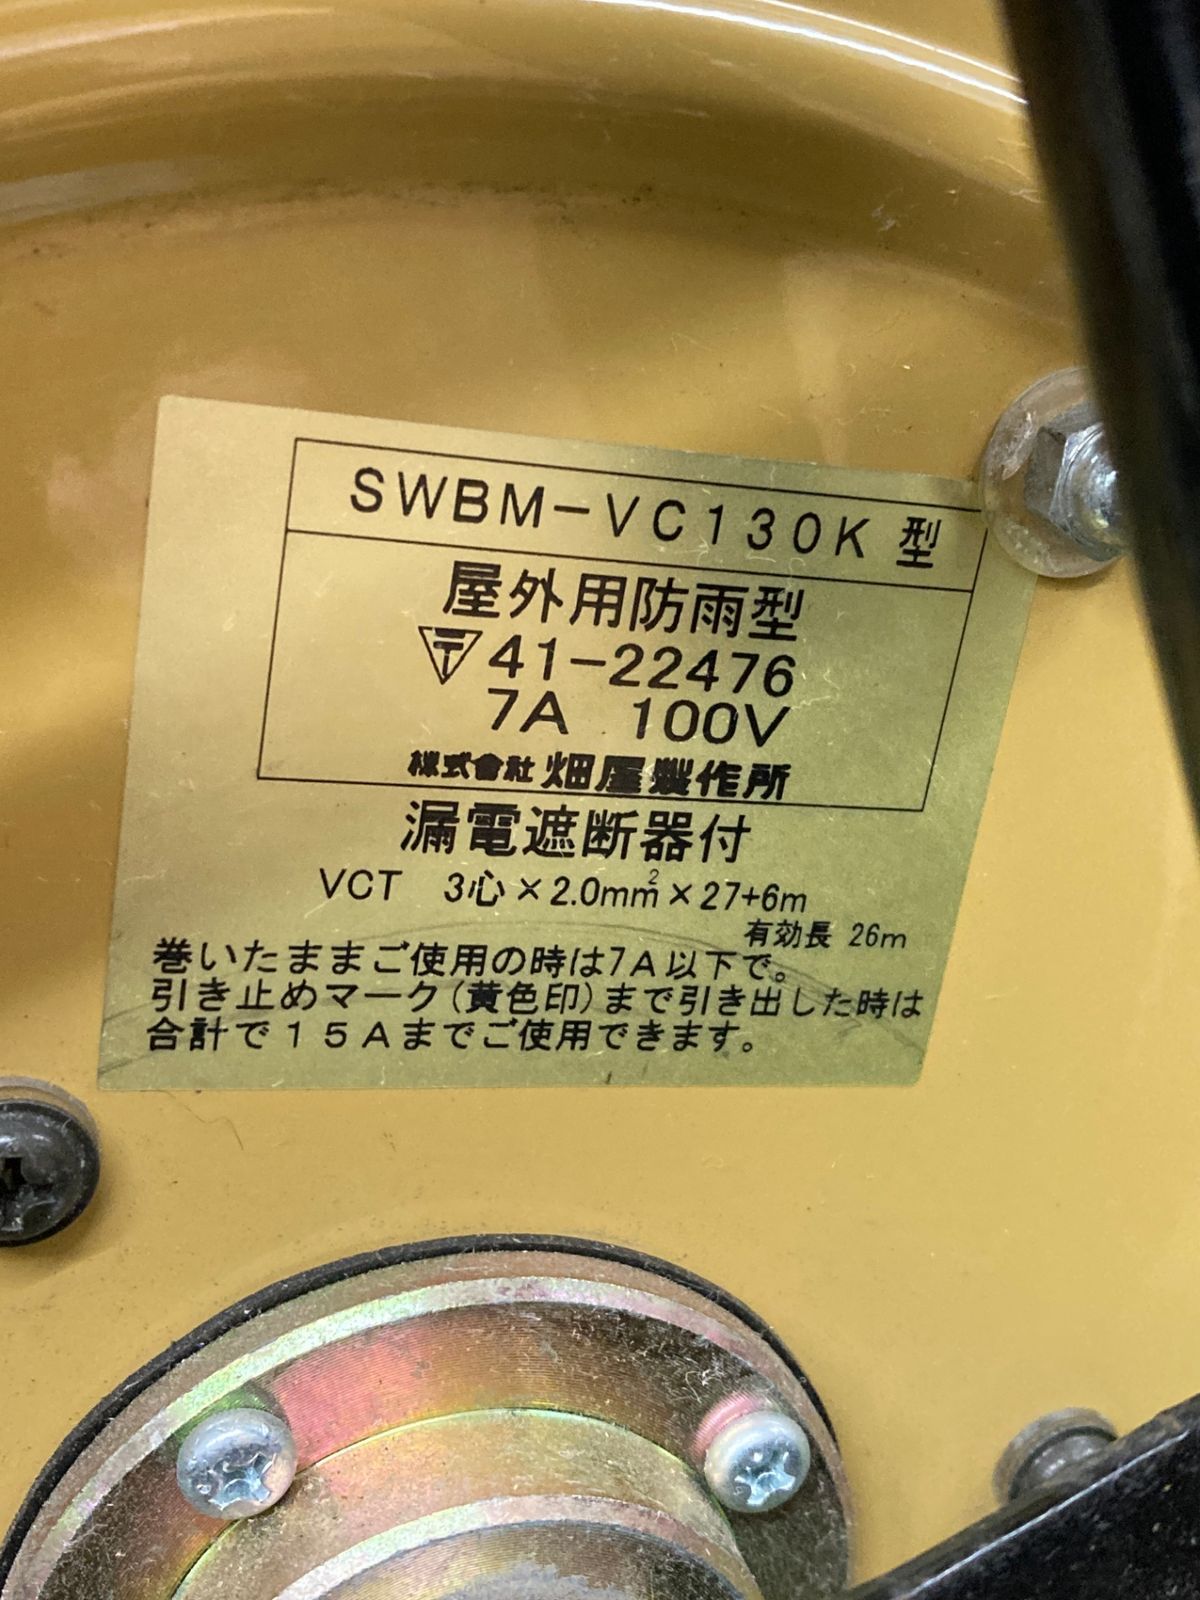 SWBM-VC130K 型
屋外用防雨型
41-22476
7A 100V
株式會社 畑屋製作所
漏電遮断器付
VCT 3心×2.0mm²×27+6m
有効長 26m
巻いたままご使用の時は7A以下で。
引き止めマーク(黄色印)まで引き出した時は
合計で15Aまでご使用できます。